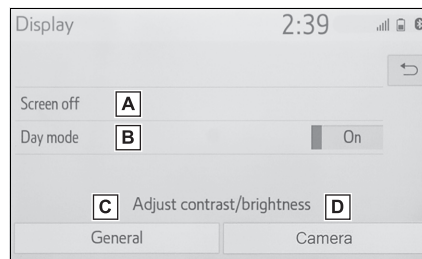 Display 2:39
Screen off A
Day mode B On
Adjust contrast/brightness
C D
General Camera